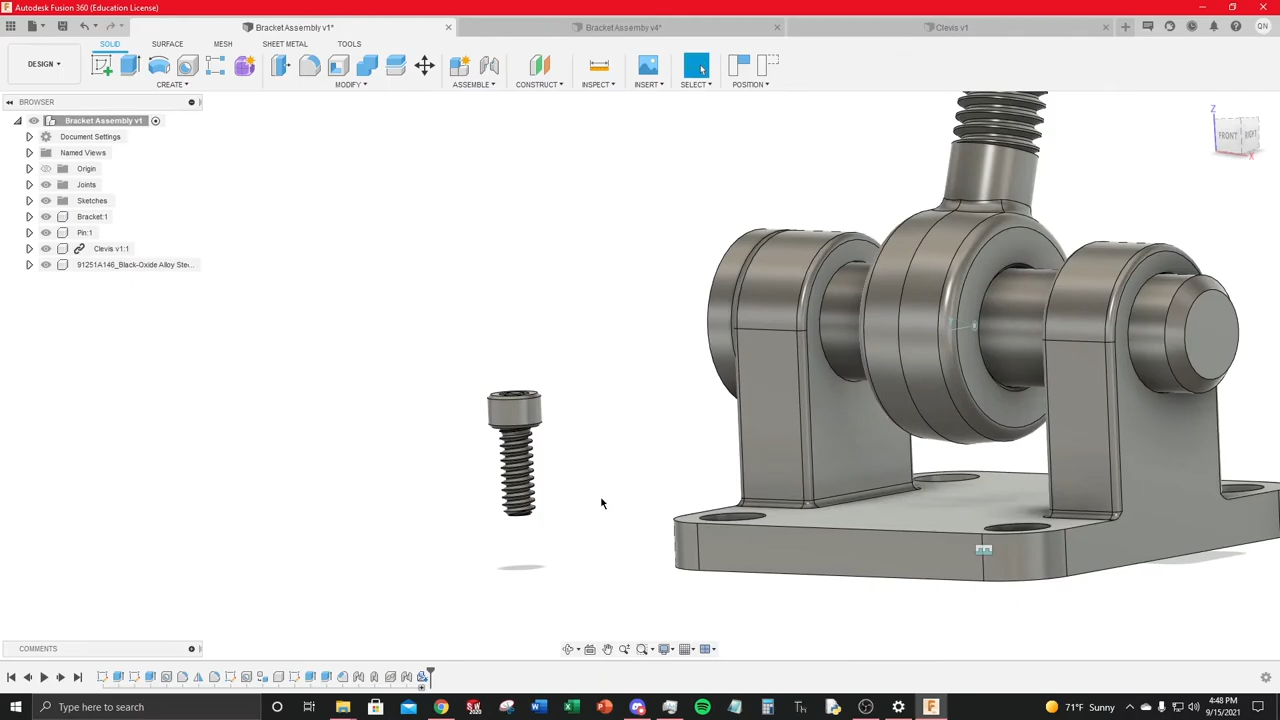 Autodesk Fusion 360 (Education License)
Bracket Assembly v1*
Bracket Assemby v4*
Clevis v1
QN
SOLID
SURFACE
MESH
SHEET METAL
TOOLS
DESIGN
CREATE
MODIFY
ASSEMBLE
CONSTRUCT
INSPECT
INSERT
SELECT
POSITION
BROWSER
Bracket Assembly v1
Document Settings
Named Views
Origin
Joints
Sketches
Bracket:1
Pin:1
Clevis v1:1
91251A146_Black-Oxide Alloy Ste...
Z
FRONT
RIGHT
X
COMMENTS
Type here to search
71°F Sunny
4:48 PM
9/15/2021